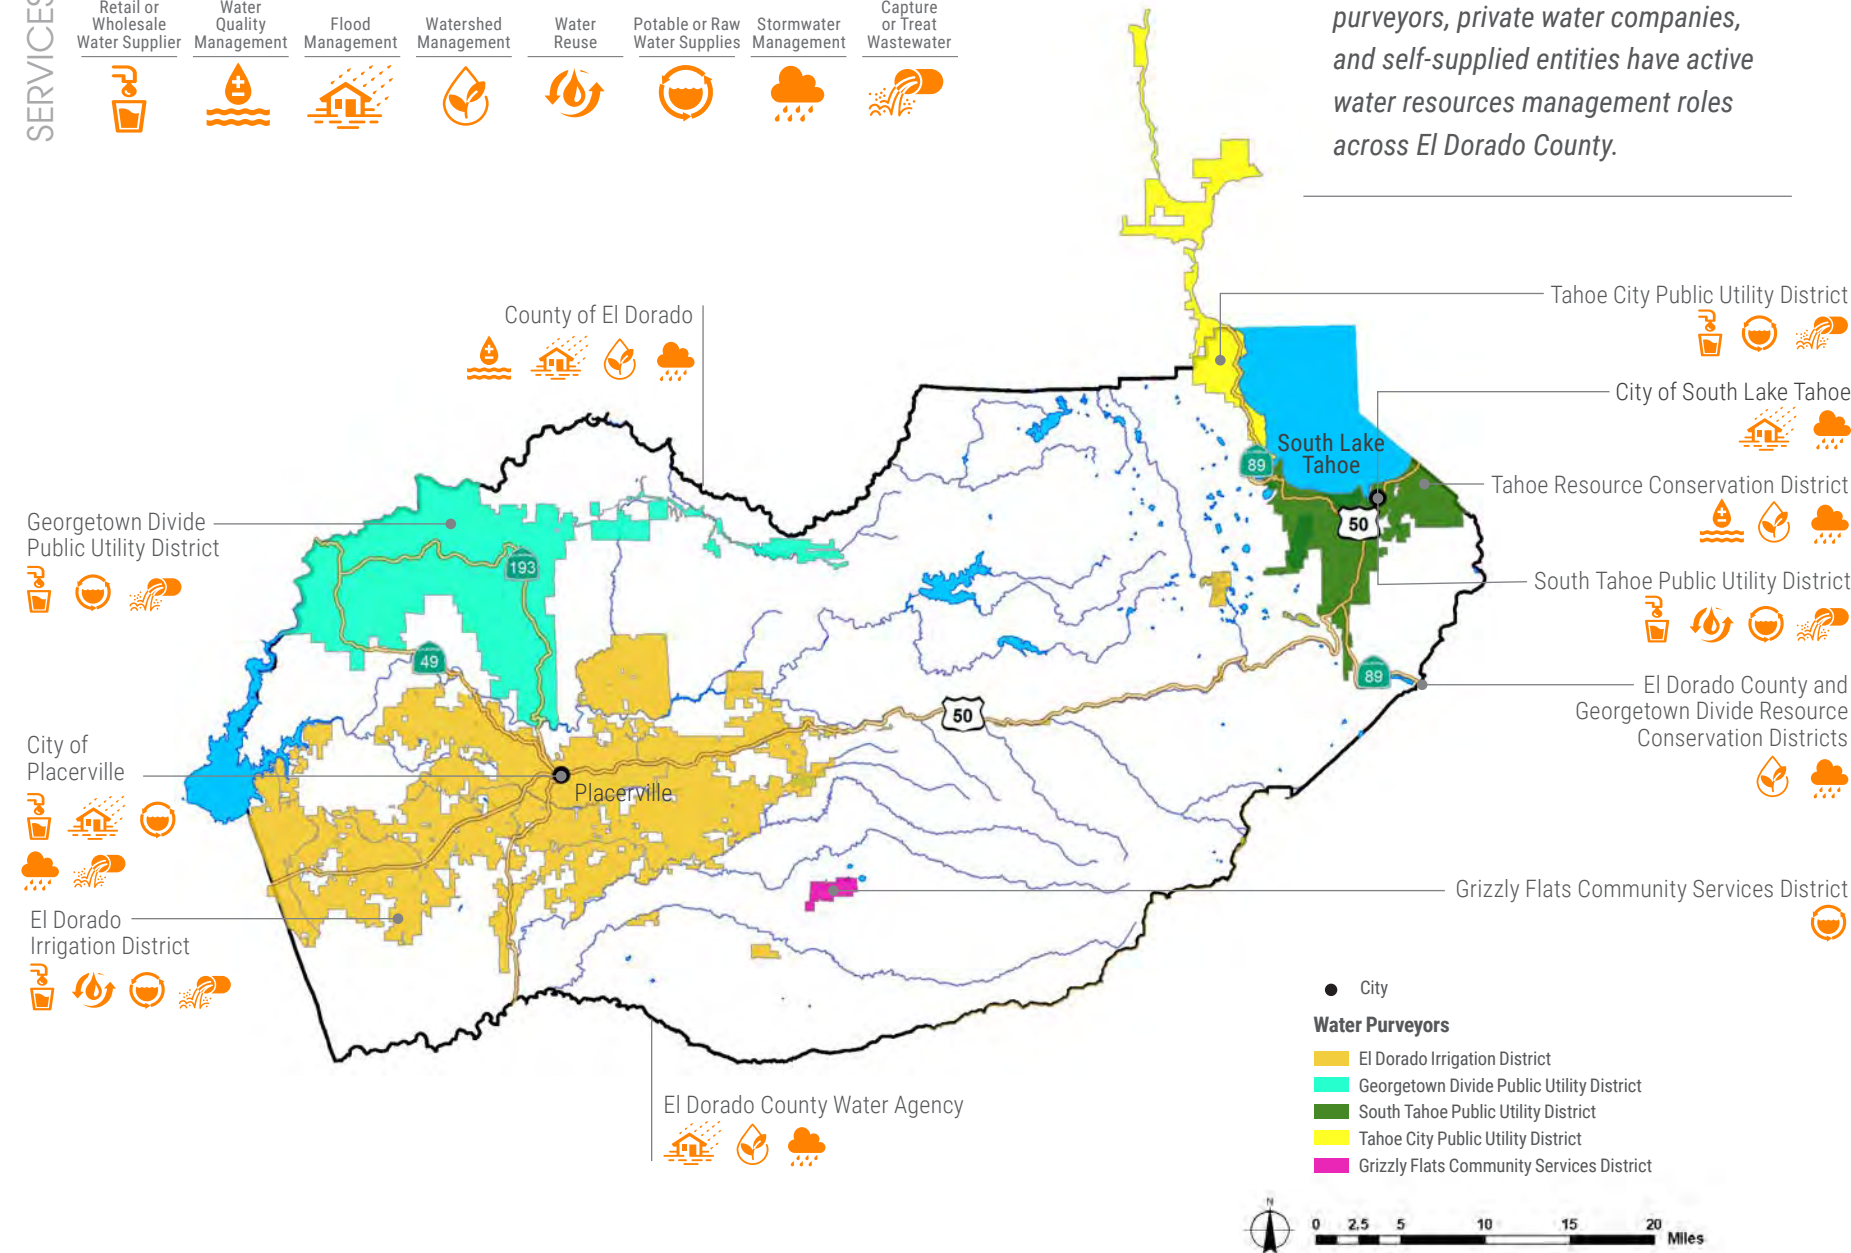 SERVICES
Retail or
Wholesale
Water Supplier
Water
Quality
Management
Flood
Management
Watershed
Management
Water
Reuse
Potable or Raw
Water Supplies
Stormwater
Management
Capture
or Treat
Wastewater
purveyors, private water companies,
and self-supplied entities have active
water resources management roles
across El Dorado County.
County of El Dorado
Tahoe City Public Utility District
City of South Lake Tahoe
South Lake
Tahoe
89
Tahoe Resource Conservation District
50
Georgetown Divide
Public Utility District
193
South Tahoe Public Utility District
49
89
El Dorado County and
Georgetown Divide Resource
Conservation Districts
50
City of
Placerville
Placerville
El Dorado
Irrigation District
Grizzly Flats Community Services District
El Dorado County Water Agency
City
Water Purveyors
El Dorado Irrigation District
Georgetown Divide Public Utility District
South Tahoe Public Utility District
Tahoe City Public Utility District
Grizzly Flats Community Services District
N
0 2.5 5 10 15 20
Miles